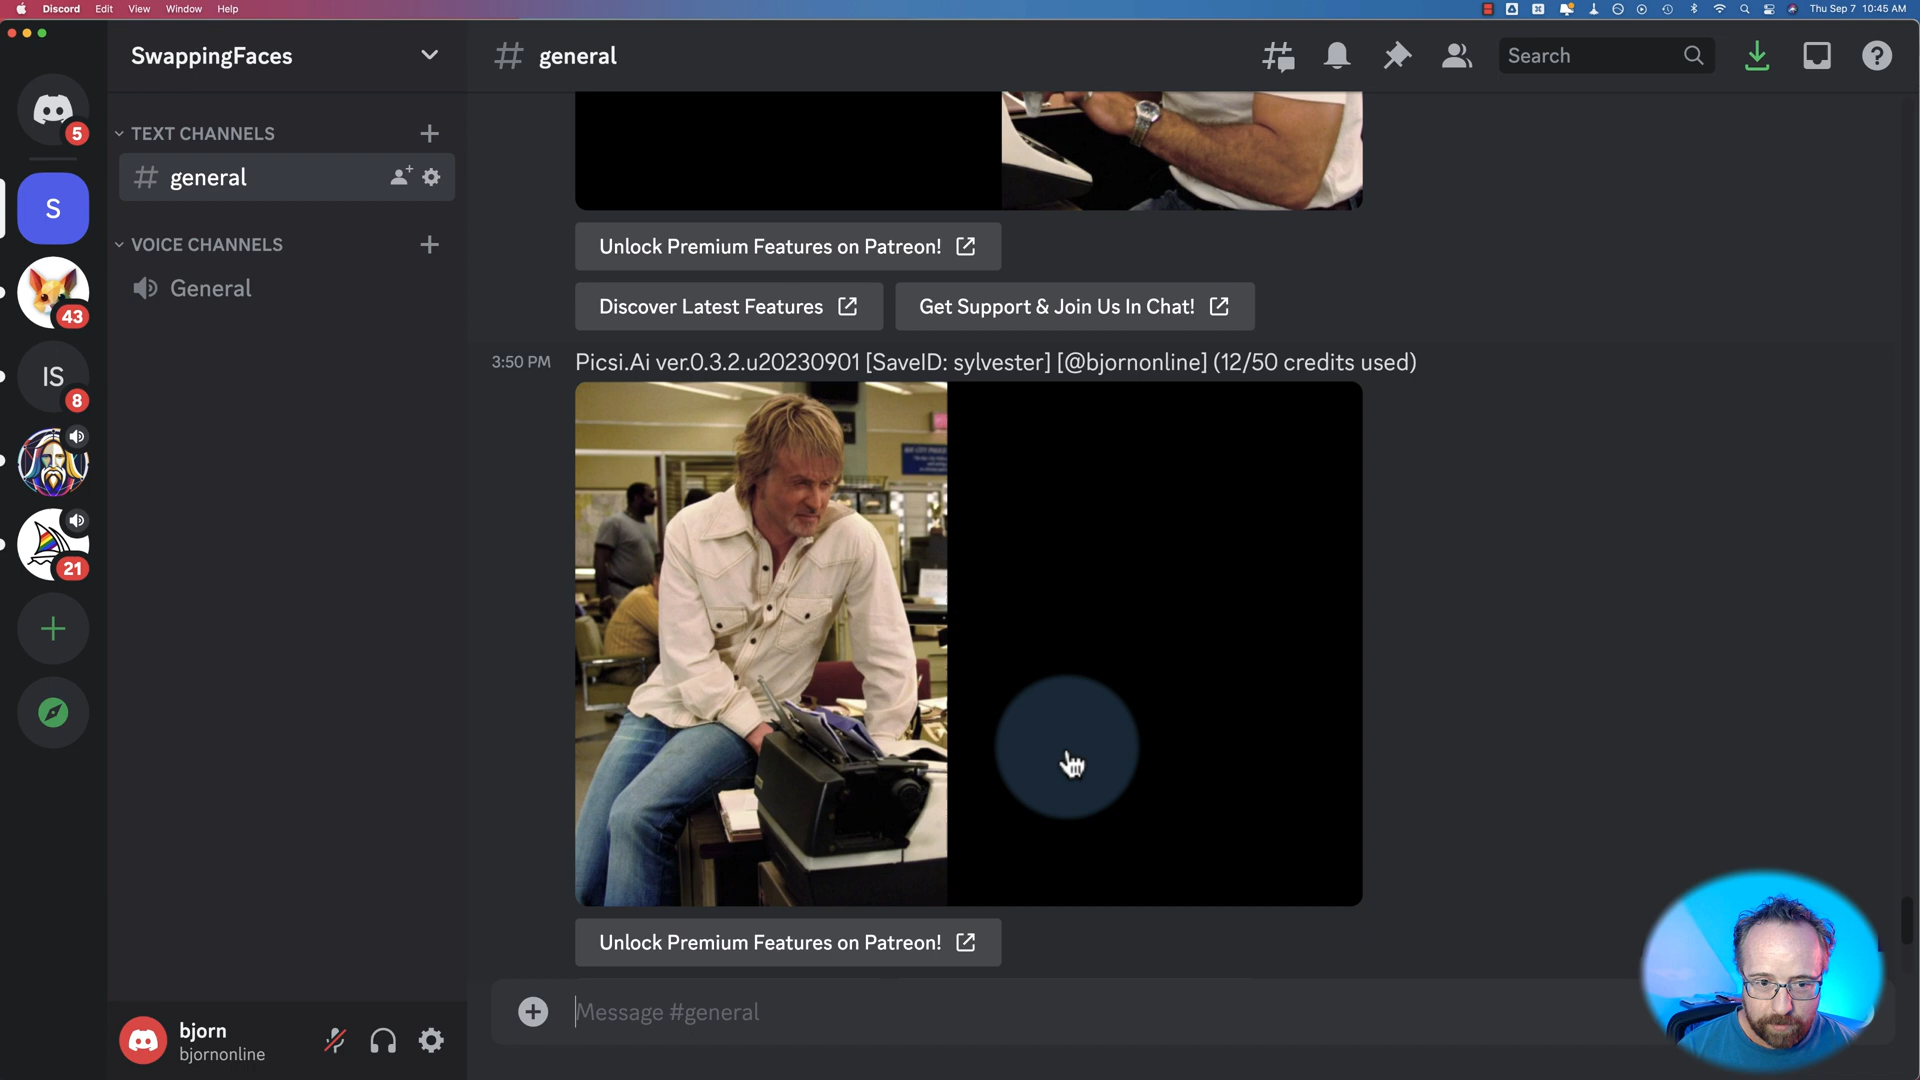 Discord Edit View Window Help
Thu Sep 7 10:45 AM
SwappingFaces
# general
Search
5
TEXT CHANNELS
# general
S
VOICE CHANNELS
General
43
IS
8
21
Unlock Premium Features on Patreon!
Discover Latest Features
Get Support & Join Us In Chat!
3:50 PM Picsi.Ai ver.0.3.2.u20230901 [SaveID: sylvester] [@bjornonline] (12/50 credits used)
Unlock Premium Features on Patreon!
Message #general
bjorn
bjornonline